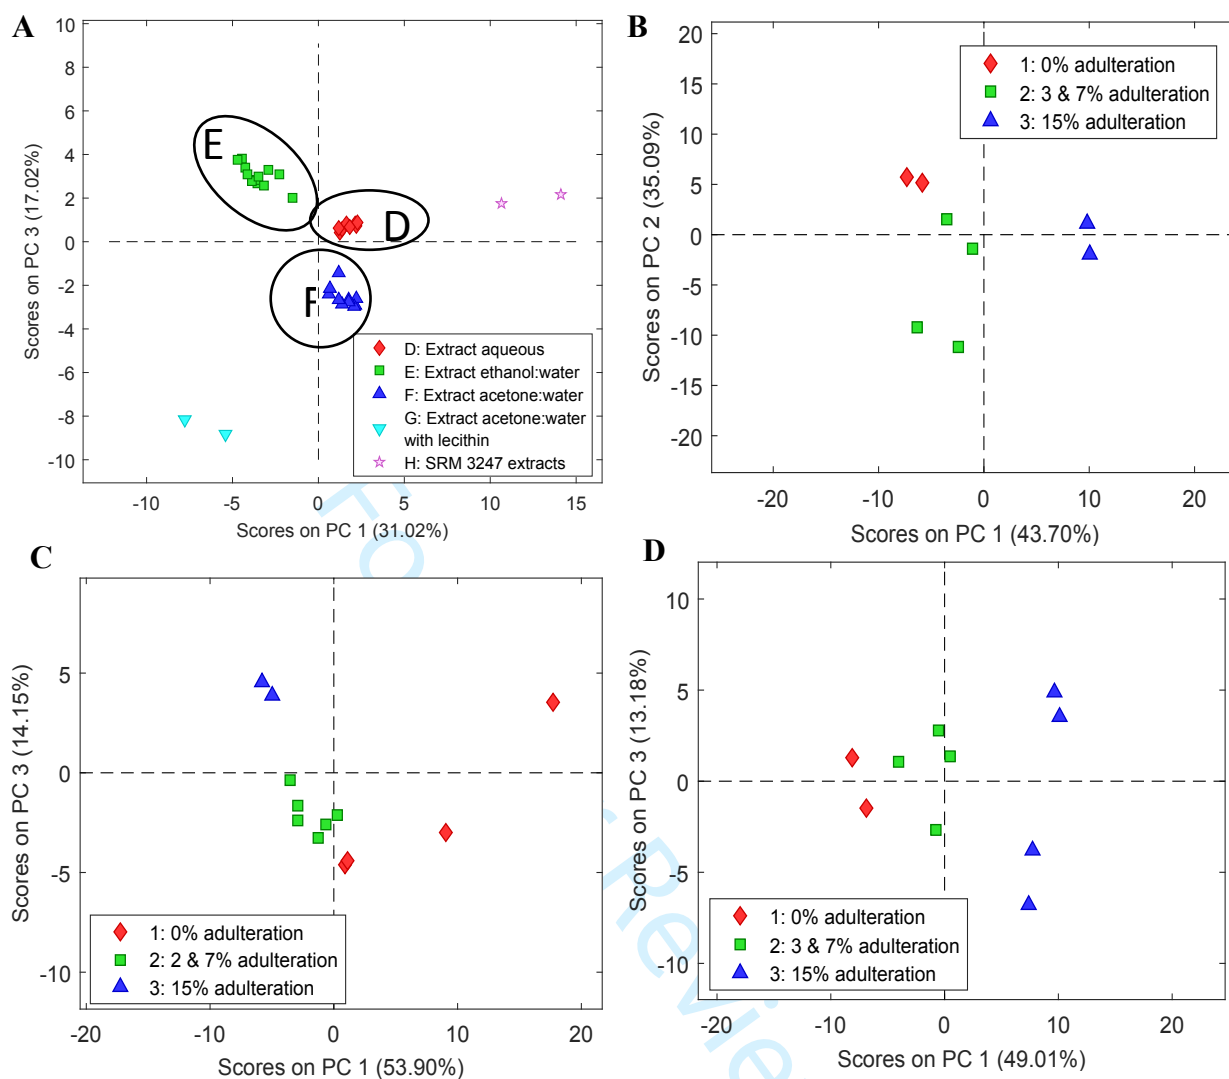 A
10
8
6
4
2
0
-2
-4
-6
-8
-10
Scores on PC 3 (17.02%)
E
D
F
D: Extract aqueous
E: Extract ethanol:water
F: Extract acetone:water
G: Extract acetone:water
with lecithin
H: SRM 3247 extracts
-10 -5 0 5 10 15
Scores on PC 1 (31.02%)
B
20
15
10
5
0
-5
-10
-15
-20
Scores on PC 2 (35.09%)
1: 0% adulteration
2: 3 & 7% adulteration
3: 15% adulteration
-20 -10 0 10 20
Scores on PC 1 (43.70%)
C
5
0
-5
-10
Scores on PC 3 (14.15%)
1: 0% adulteration
2: 2 & 7% adulteration
3: 15% adulteration
-20 -10 0 10 20
Scores on PC 1 (53.90%)
D
10
5
0
-5
-10
Scores on PC 3 (13.18%)
1: 0% adulteration
2: 3 & 7% adulteration
3: 15% adulteration
-20 -10 0 10 20
Scores on PC 1 (49.01%)